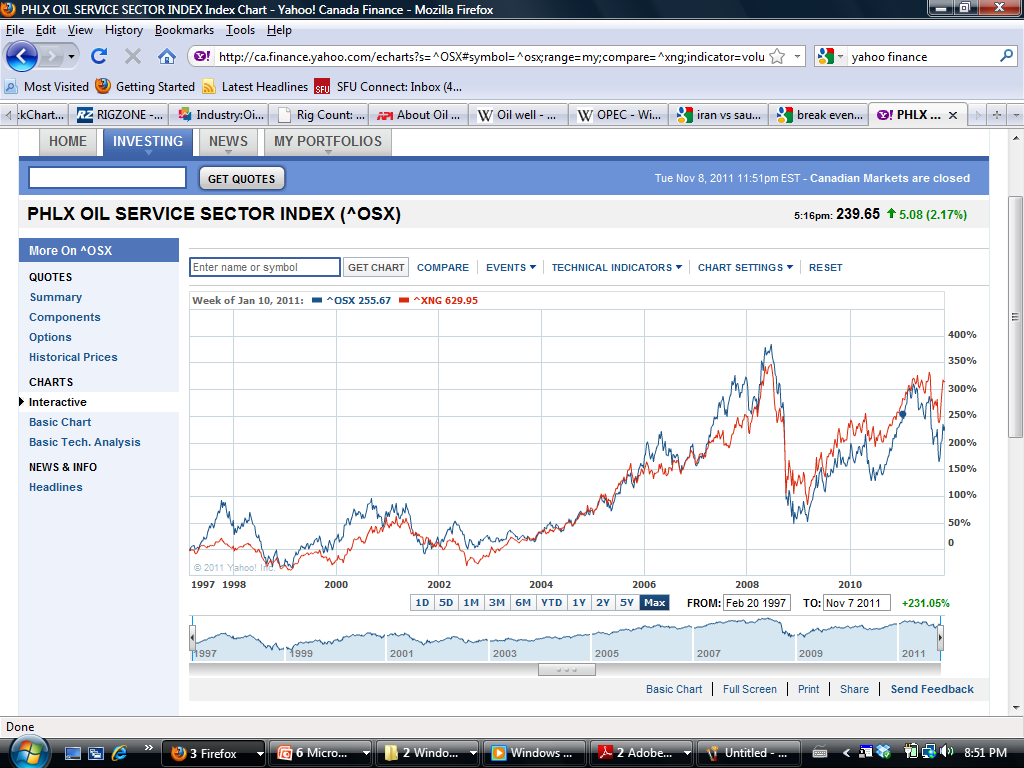 PHLX OIL SERVICE SECTOR INDEX Index Chart - Yahoo! Canada Finance - Mozilla Firefox
File Edit View History Bookmarks Tools Help
http://ca.finance.yahoo.com/echarts?s=^OSX#symbol=^osx;range=my;compare=^xng;indicator=volu yahoo finance
Most Visited Getting Started Latest Headlines SFU SFU Connect: Inbox (4...
ckChart... RZ RIGZONE -... Industry:Oi... Rig Count: ... API About Oil ... W Oil well - ... W OPEC - Wi... iran vs sau... break even... Y! PHLX ...
HOME INVESTING NEWS MY PORTFOLIOS
GET QUOTES Tue Nov 8, 2011 11:51pm EST - Canadian Markets are closed
PHLX OIL SERVICE SECTOR INDEX (^OSX) 5:16pm: 239.65 5.08 (2.17%)
More On ^OSX
QUOTES
Summary
Components
Options
Historical Prices
CHARTS
Interactive
Basic Chart
Basic Tech. Analysis
NEWS & INFO
Headlines
Enter name or symbol GET CHART COMPARE EVENTS TECHNICAL INDICATORS CHART SETTINGS RESET
Week of Jan 10, 2011: ^OSX 255.67 ^XNG 629.95
400%
350%
300%
250%
200%
150%
100%
50%
0
© 2011 Yahoo! Inc.
1997 1998 2000 2002 2004 2006 2008 2010
1D 5D 1M 3M 6M YTD 1Y 2Y 5Y Max FROM: Feb 20 1997 TO: Nov 7 2011 +231.05%
1997 1999 2001 2003 2005 2007 2009 2011
Basic Chart Full Screen Print Share Send Feedback
Done
3 Firefox 6 Micro... 2 Windo... Windows ... 2 Adobe... Untitled - ... 8:51 PM